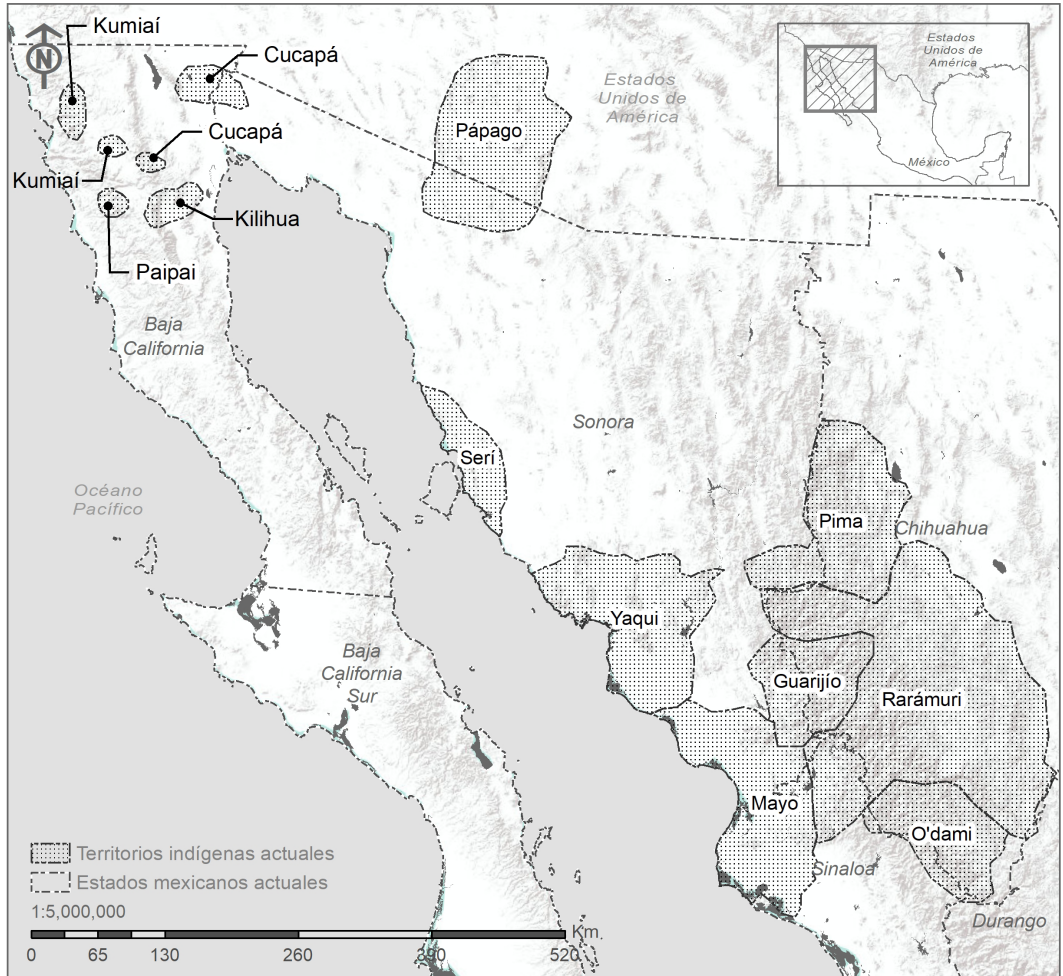 Kumiaí
Cucapá
N
Estados
Unidos de
América
Estados
Unidos de
América
Pápago
Cucapá
México
Kumiaí
Kilihua
Paipai
Baja
California
Sonora
Serí
Océano
Pacífico
Pima
Chihuahua
Yaqui
Baja
California
Sur
Guarijío
Rarámuri
Mayo
O'dami
Sinaloa
Durango
Territorios indígenas actuales
Estados mexicanos actuales
1:5,000,000
Km
0 65 130 260 390 520